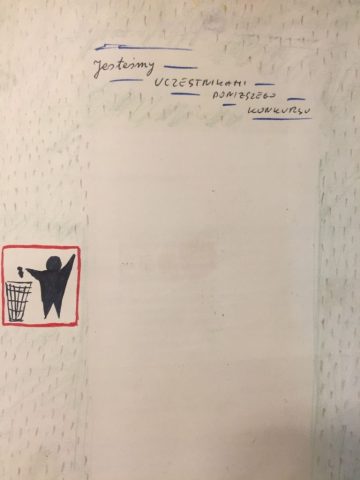 Jesteśmy
UCZESTNIKAMI
PONIŻSZEGO
KONKURSU